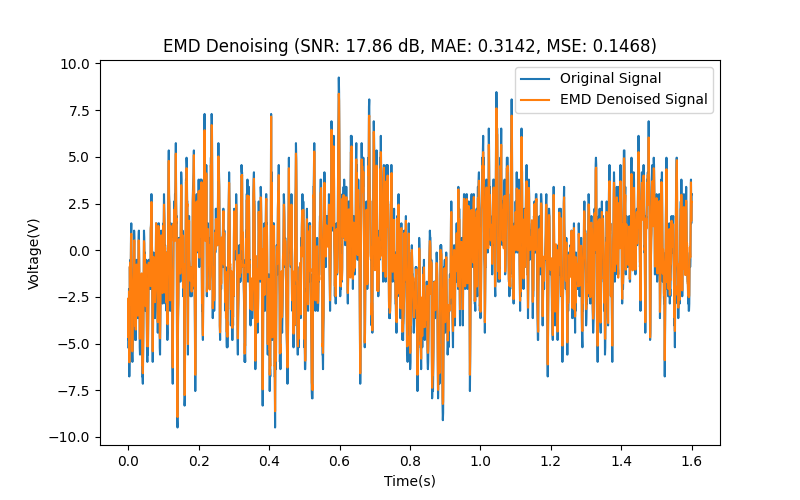 EMD Denoising (SNR: 17.86 dB, MAE: 0.3142, MSE: 0.1468)
Original Signal
EMD Denoised Signal
10.0
7.5
5.0
2.5
0.0
−2.5
−5.0
−7.5
−10.0
Voltage(V)
0.0 0.2 0.4 0.6 0.8 1.0 1.2 1.4 1.6
Time(s)